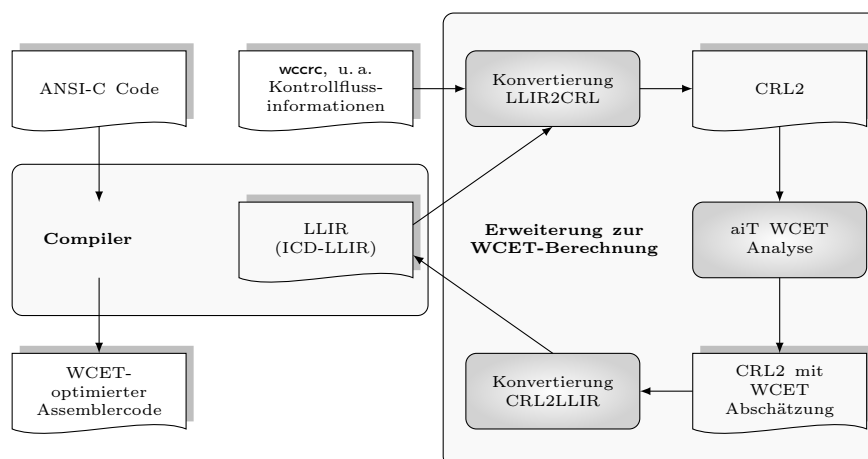 ANSI-C Code
wccrc, u. a.
Kontrollfluss-
informationen
Konvertierung
LLIR2CRL
CRL2
Compiler
LLIR
(ICD-LLIR)
Erweiterung zur
WCET-Berechnung
aiT WCET
Analyse
WCET-
optimierter
Assemblercode
Konvertierung
CRL2LLIR
CRL2 mit
WCET
Abschätzung